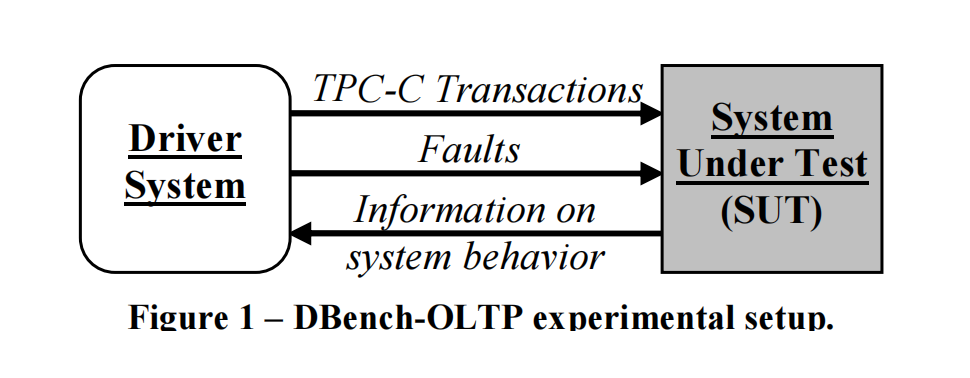 Driver
System
TPC-C Transactions
Faults
Information on
system behavior
System
Under Test
(SUT)
Figure 1 – DBench-OLTP experimental setup.